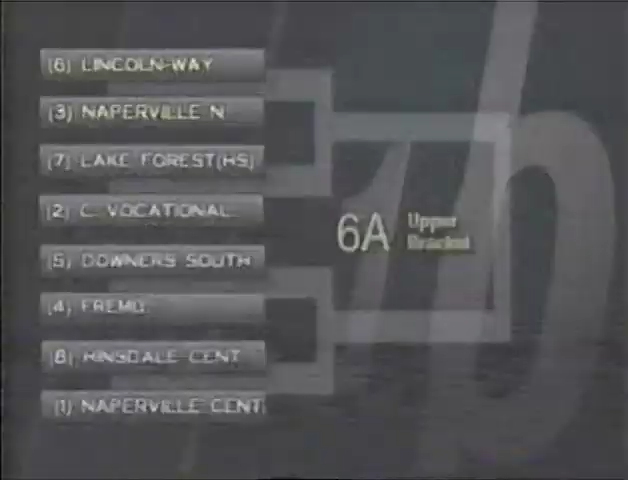 (6) LINCOLN-WAY
(3) NAPERVILLE N
(7) LAKE FOREST(HS)
(2) C. VOCATIONAL
(5) DOWNERS SOUTH
(4) FREMD
(8) HINSDALE CENT
(1) NAPERVILLE CENT
6A
Upper
Bracket